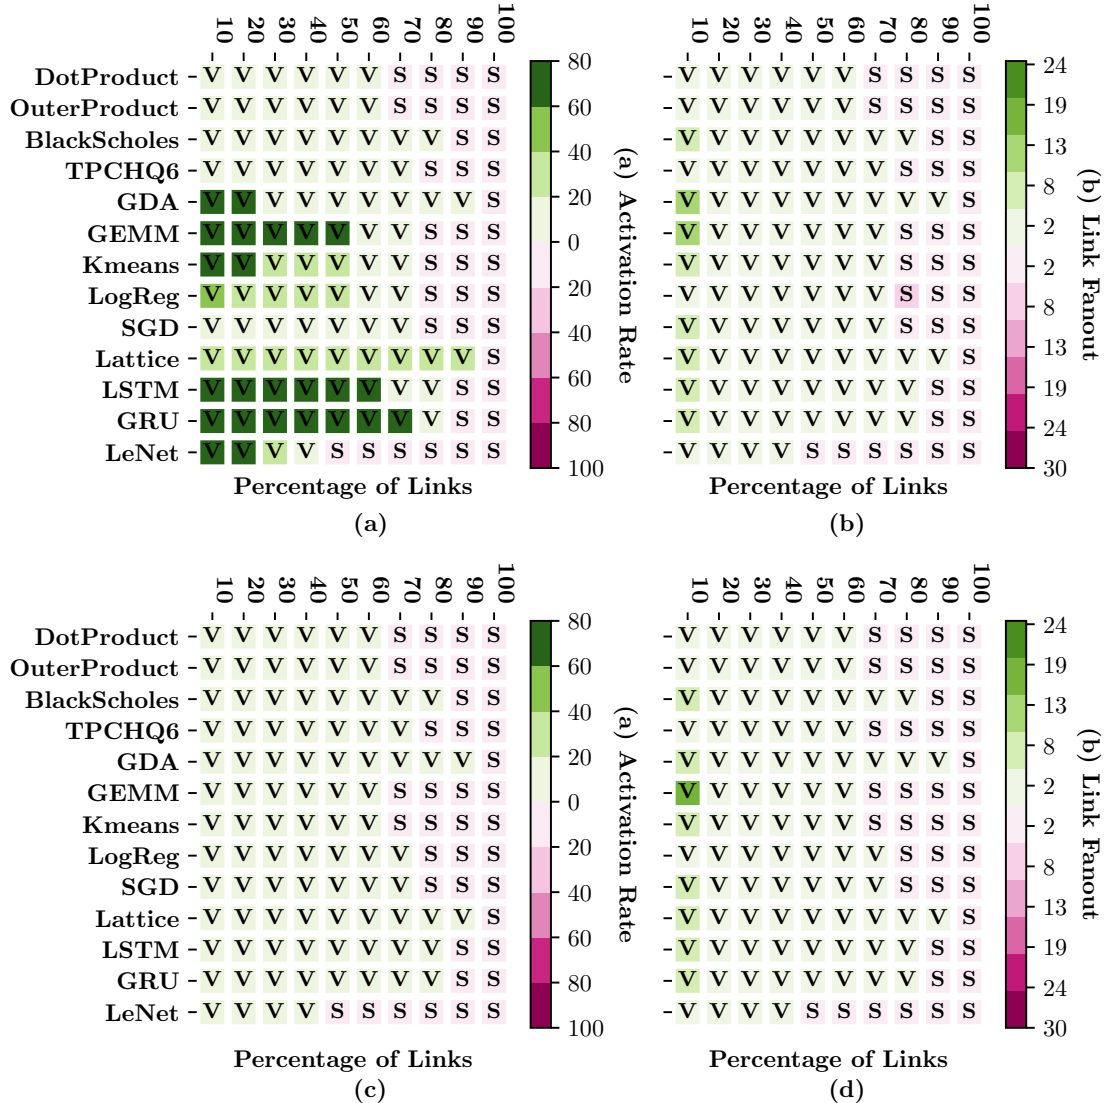 10 20 30 40 50 60 70 80 90 100
DotProduct V V V V V V S S S S
OuterProduct V V V V V V S S S S
BlackScholes V V V V V V V V S S
TPCHQ6 V V V V V V V S S S
GDA V V V V V V V V V S
GEMM V V V V V V V S S S
Kmeans V V V V V V V S S S
LogReg V V V V V V V S S S
SGD V V V V V V V S S S
Lattice V V V V V V V V V S
LSTM V V V V V V V V S S
GRU V V V V V V V V S S
LeNet V V V V S S S S S S
Percentage of Links
(a)
80
60
40
20
0
20
40
60
80
100
(a) Activation Rate
10 20 30 40 50 60 70 80 90 100
V V V V V V S S S S
V V V V V V S S S S
V V V V V V V V S S
V V V V V V V S S S
V V V V V V V V V S
V V V V V V V S S S
V V V V V V V S S S
V V V V V V V S S S
V V V V V V V S S S
V V V V V V V V V S
V V V V V V V V S S
V V V V V V V V S S
V V V V S S S S S S
Percentage of Links
(b)
24
19
13
8
2
2
8
13
19
24
30
(b) Link Fanout
10 20 30 40 50 60 70 80 90 100
DotProduct V V V V V V S S S S
OuterProduct V V V V V V S S S S
BlackScholes V V V V V V V V S S
TPCHQ6 V V V V V V V S S S
GDA V V V V V V V V V S
GEMM V V V V V V S S S S
Kmeans V V V V V V S S S S
LogReg V V V V V V V S S S
SGD V V V V V V V S S S
Lattice V V V V V V V V V S
LSTM V V V V V V V V S S
GRU V V V V V V V V S S
LeNet V V V V S S S S S S
Percentage of Links
(c)
80
60
40
20
0
20
40
60
80
100
(a) Activation Rate
10 20 30 40 50 60 70 80 90 100
V V V V V V S S S S
V V V V V V S S S S
V V V V V V V V S S
V V V V V V V S S S
V V V V V V V V V S
V V V V V V S S S S
V V V V V V S S S S
V V V V V V V S S S
V V V V V V V S S S
V V V V V V V V V S
V V V V V V V V S S
V V V V V V V V S S
V V V V S S S S S S
Percentage of Links
(d)
24
19
13
8
2
2
8
13
19
24
30
(b) Link Fanout